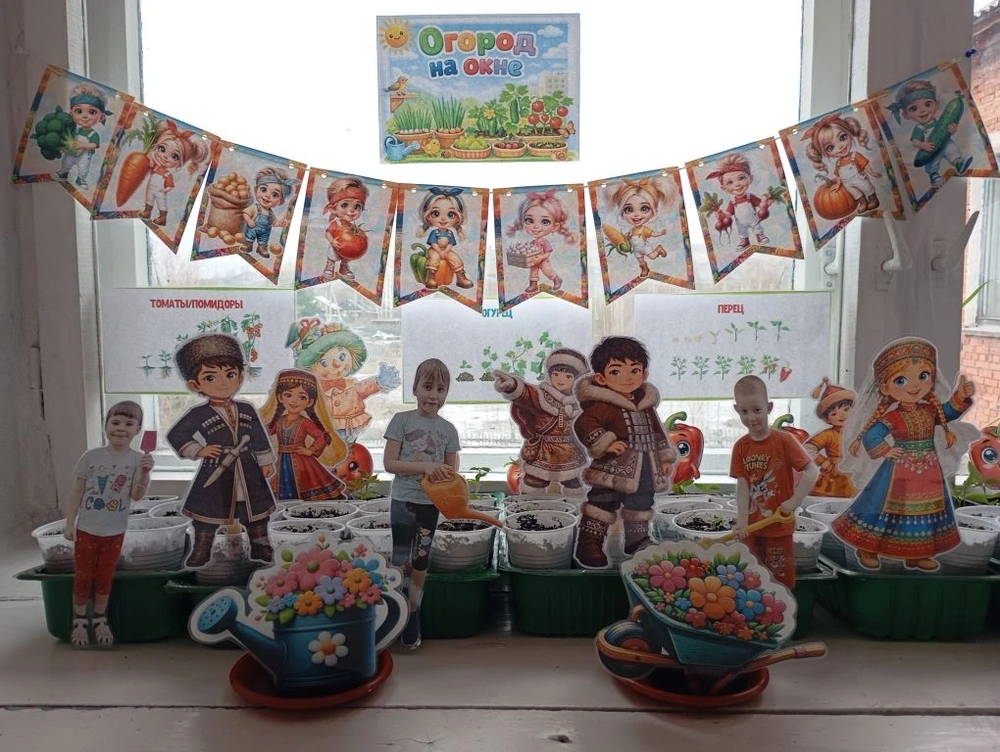 Огород
на окне
ТОМАТЫ/ПОМИДОРЫ
ОГУРЕЦ
ПЕРЕЦ
COOL
LOONEY
TUNES